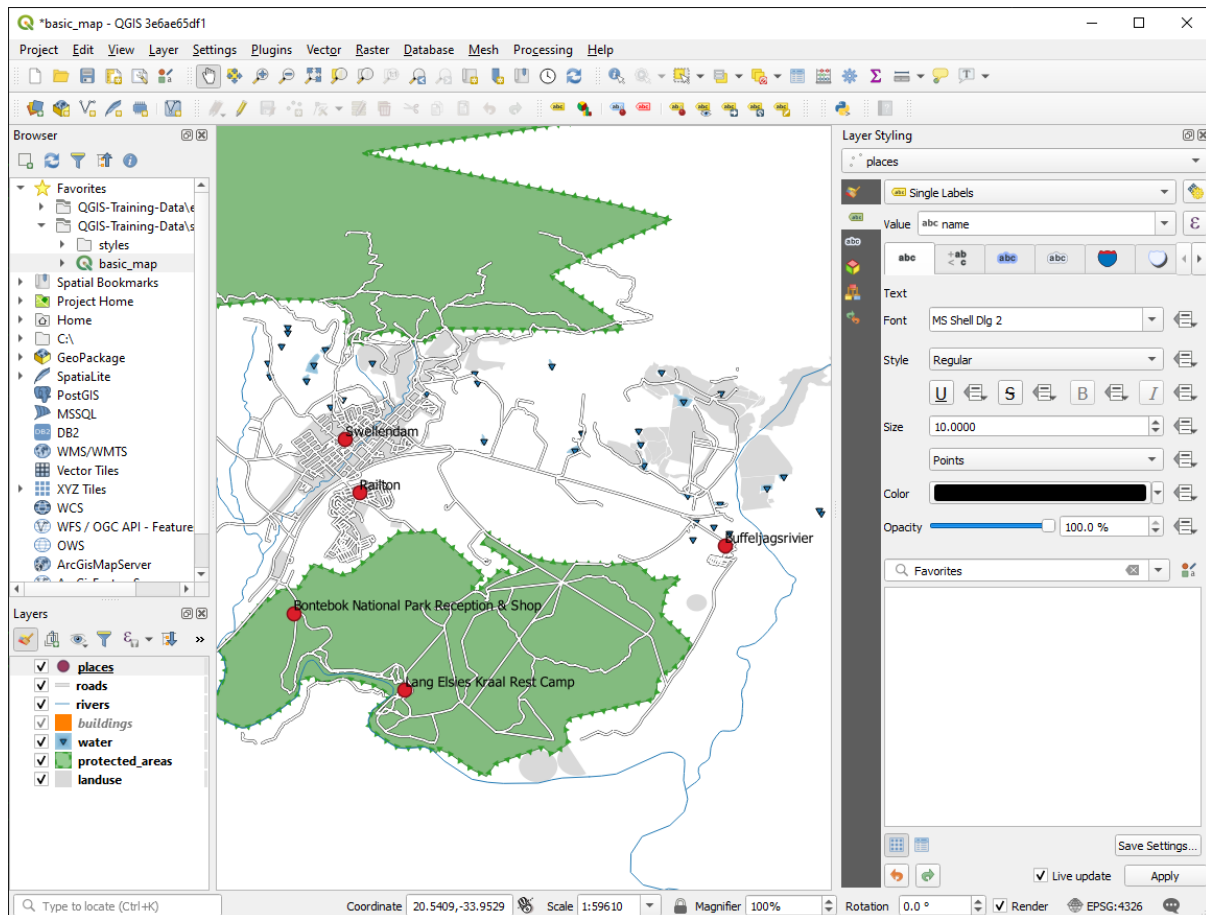 *basic_map - QGIS 3e6ae65df1
Project Edit View Layer Settings Plugins Vector Raster Database Mesh Processing Help
Browser
Favorites
QGIS-Training-Data\e
QGIS-Training-Data\s
styles
basic_map
Spatial Bookmarks
Project Home
Home
C:\
GeoPackage
SpatiaLite
PostGIS
MSSQL
DB2
WMS/WMTS
Vector Tiles
XYZ Tiles
WCS
WFS / OGC API - Feature
OWS
ArcGisMapServer
Layers
places
roads
rivers
buildings
water
protected_areas
landuse
Swellendam
Railton
Buffeljagsrivier
Bontebok National Park Reception & Shop
Lang Elsies Kraal Rest Camp
Layer Styling
places
Single Labels
Value abc name
Text
Font MS Shell Dlg 2
Style Regular
U S B I
Size 10.0000
Points
Color
Opacity 100.0 %
Favorites
Save Settings...
Live update Apply
Type to locate (Ctrl+K) Coordinate 20.5409,-33.9529 Scale 1:59610 Magnifier 100% Rotation 0.0 ° Render EPSG:4326